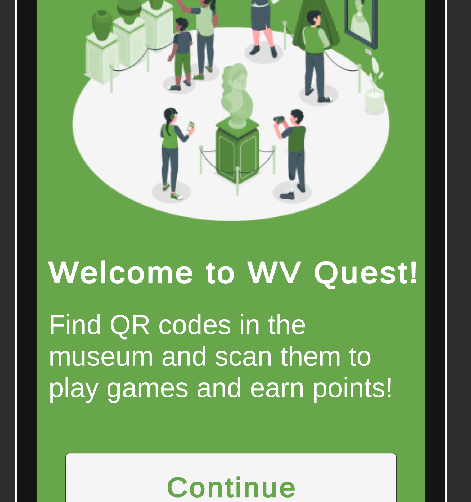 Welcome to WV Quest!
Find QR codes in the
museum and scan them to
play games and earn points!
Continue